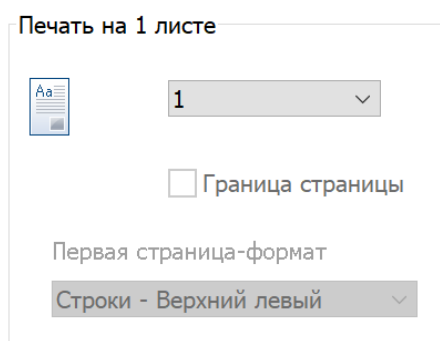 Печать на 1 листе
Aa
1
Граница страницы
Первая страница-формат
Строки - Верхний левый